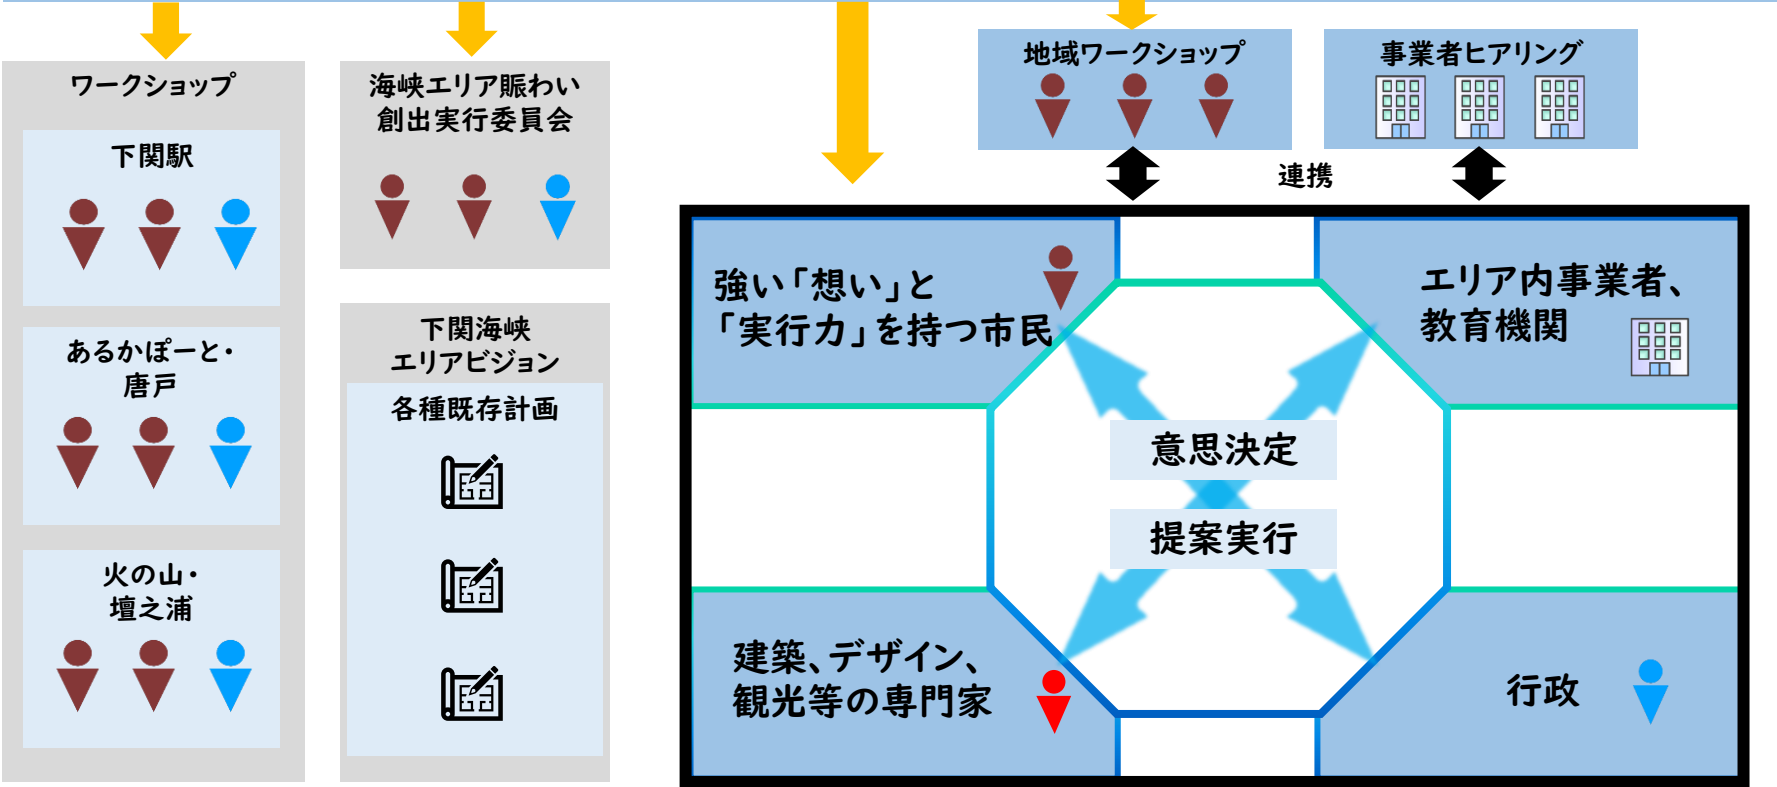 ワークショップ
下関駅
あるかぽーと・
唐戸
火の山・
壇之浦
海峡エリア賑わい
創出実行委員会
下関海峡
エリアビジョン
各種既存計画
地域ワークショップ
事業者ヒアリング
連携
強い「想い」と
「実行力」を持つ市民
エリア内事業者、
教育機関
意思決定
提案実行
建築、デザイン、
観光等の専門家
行政